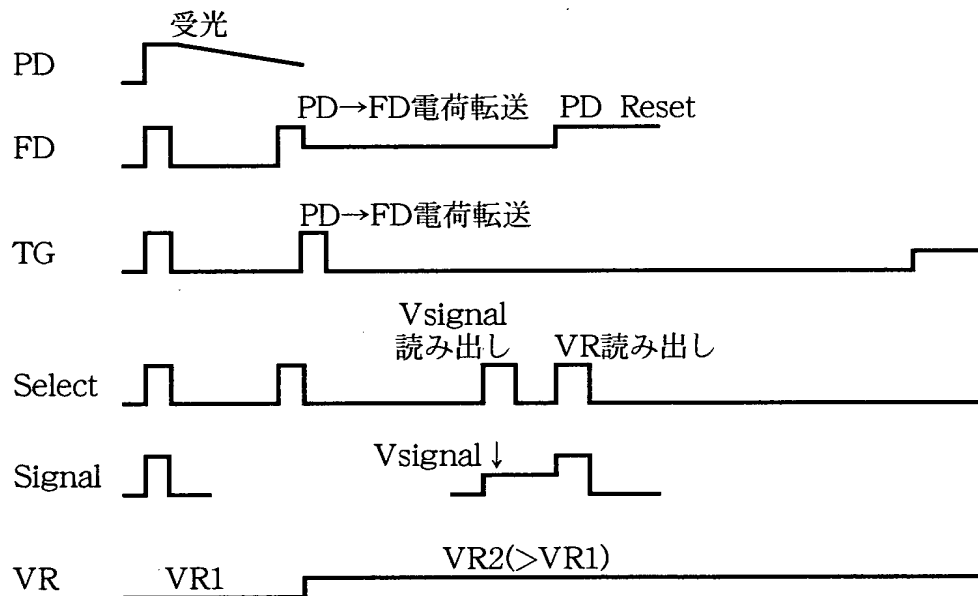 受光
PD
PD→FD電荷転送 PD Reset
FD
PD→FD電荷転送
TG
Vsignal
読み出し VR読み出し
Select
Vsignal↓
Signal
VR2(>VR1)
VR VR1